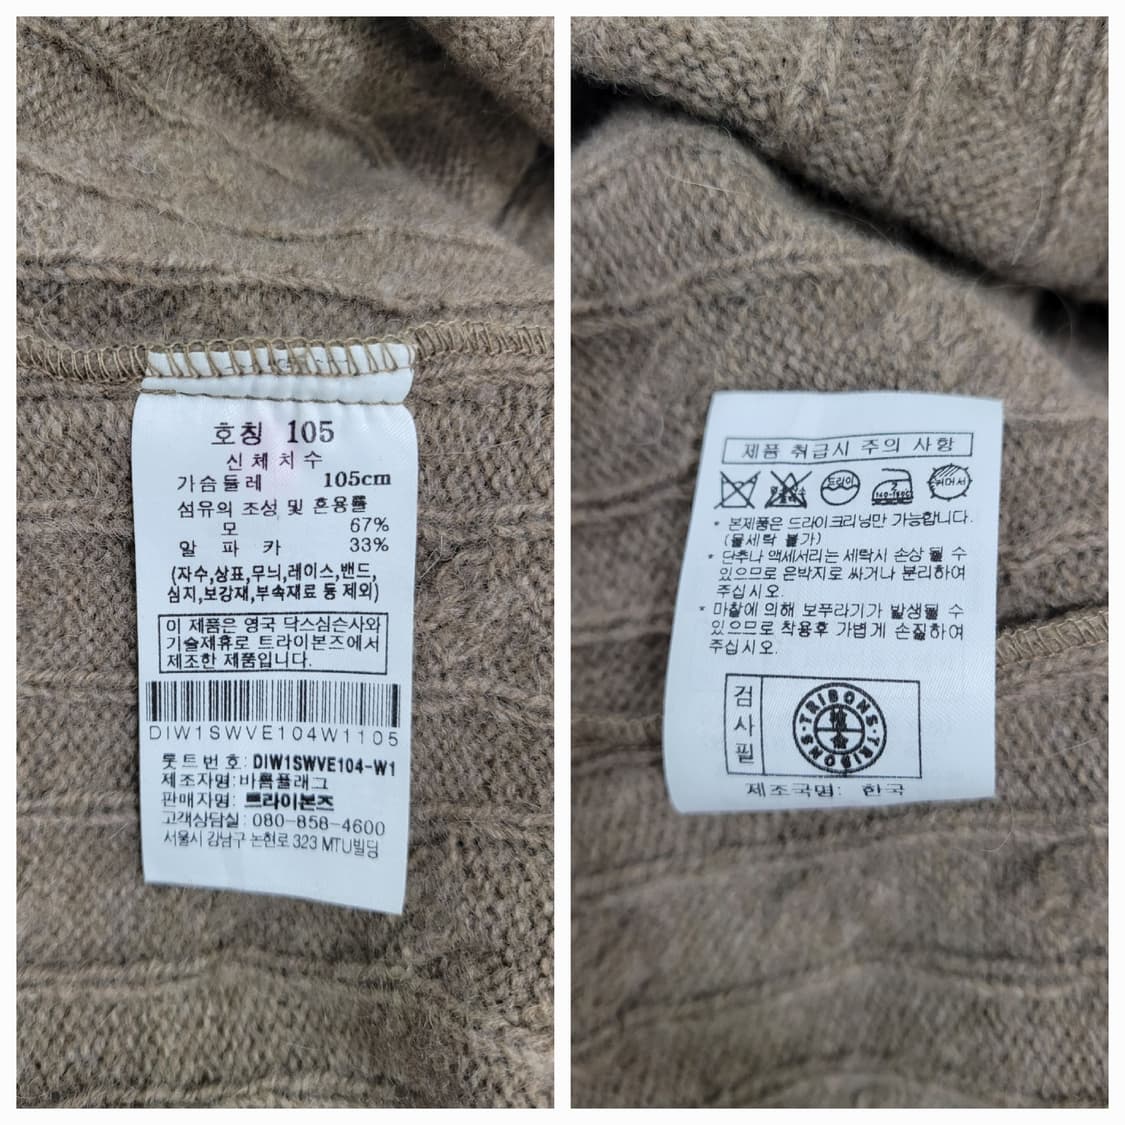 호칭 105
신체치수
가슴둘레 105cm
섬유의 조성 및 혼용률
모 67%
알 파 카 33%
(자수,상표,무늬,레이스,밴드,
심지,보강재,부속재료 등 제외)
이 제품은 영국 닥스심슨사와
기술제휴로 트라이본즈에서
제조한 제품입니다.
DIW1SWVE104W1105
롯트번호: DIW1SWVE104-W1
제조자명:바름플래그
판매자명: 트라이본즈
고객상담실: 080-858-4600
서울시 강남구 논현로 323 MTU빌딩
제품 취급시 주의 사항
드라이
2
140-160℃
* 본제품은 드라이크리닝만 가능합니다.
(물세탁 불가)
* 단추나 액세서리는 세탁시 손상 될 수
있으므로 은박지로 싸거나 분리하여
주십시오.
* 마찰에 의해 보푸라기가 발생될 수
있으므로 착용후 가볍게 손질하여
주십시오.
검사필
TRIBONS·TRIBONS
제조국명: 한국